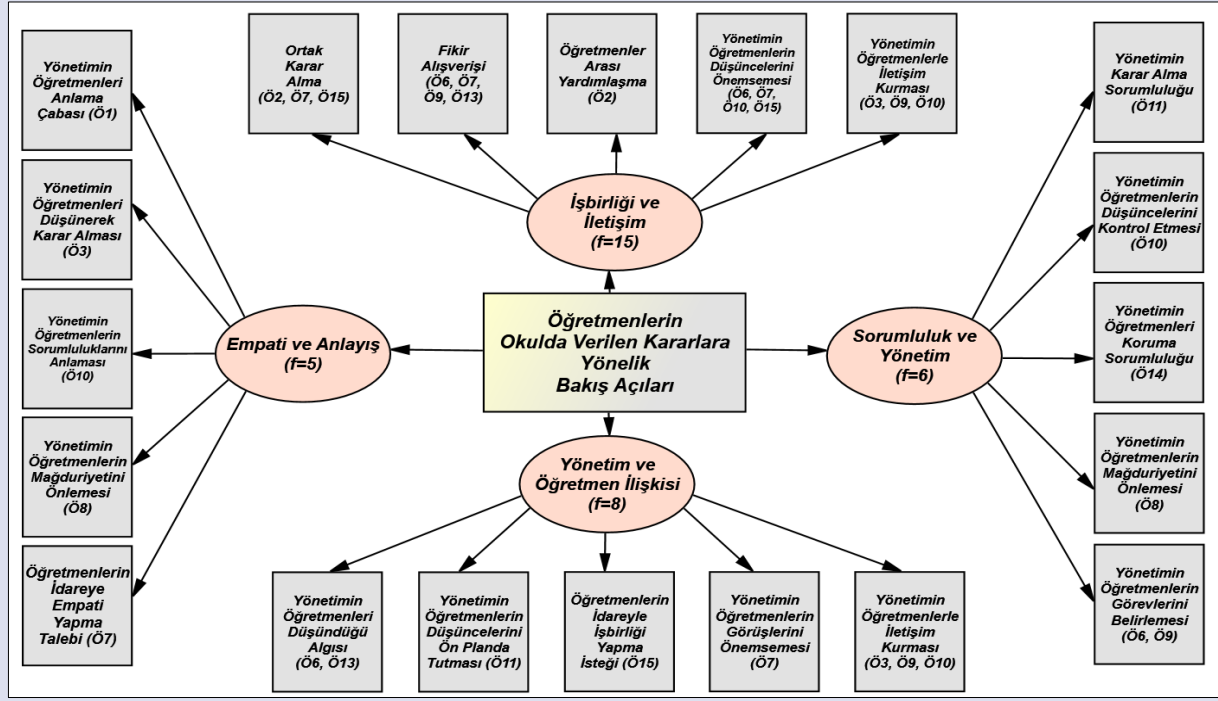 Yönetimin
Öğretmenleri
Anlama
Çabası (Ö1)
Yönetimin
Öğretmenleri
Düşünerek
Karar Alması
(Ö3)
Yönetimin
Öğretmenlerin
Sorumluluklarını
Anlaması
(Ö10)
Yönetimin
Öğretmenlerin
Mağduriyetini
Önlemesi
(Ö8)
Öğretmenlerin
İdareye
Empati
Yapma
Talebi (Ö7)
Empati ve Anlayış
(f=5)
Ortak
Karar
Alma
(Ö2, Ö7, Ö15)
Fikir
Alışverişi
(Ö6, Ö7,
Ö9, Ö13)
Öğretmenler
Arası
Yardımlaşma
(Ö2)
Yönetimin
Öğretmenlerin
Düşüncelerini
Önemsemesi
(Ö6, Ö7,
Ö10, Ö15)
Yönetimin
Öğretmenlerle
İletişim
Kurması
(Ö3, Ö9, Ö10)
İşbirliği ve
İletişim
(f=15)
Öğretmenlerin
Okulda Verilen Kararlara
Yönelik
Bakış Açıları
Yönetim ve
Öğretmen İlişkisi
(f=8)
Yönetimin
Öğretmenleri
Düşündüğü
Algısı
(Ö6, Ö13)
Yönetimin
Öğretmenlerin
Düşüncelerini
Ön Planda
Tutması (Ö11)
Öğretmenlerin
İdareyle
İşbirliği
Yapma
İsteği (Ö15)
Yönetimin
Öğretmenlerin
Görüşlerini
Önemsemesi
(Ö7)
Yönetimin
Öğretmenlerle
İletişim
Kurması
(Ö3, Ö9, Ö10)
Sorumluluk ve
Yönetim
(f=6)
Yönetimin
Karar Alma
Sorumluluğu
(Ö11)
Yönetimin
Öğretmenlerin
Düşüncelerini
Kontrol Etmesi
(Ö10)
Yönetimin
Öğretmenleri
Koruma
Sorumluluğu
(Ö14)
Yönetimin
Öğretmenlerin
Mağduriyetini
Önlemesi
(Ö8)
Yönetimin
Öğretmenlerin
Görevlerini
Belirlemesi
(Ö6, Ö9)